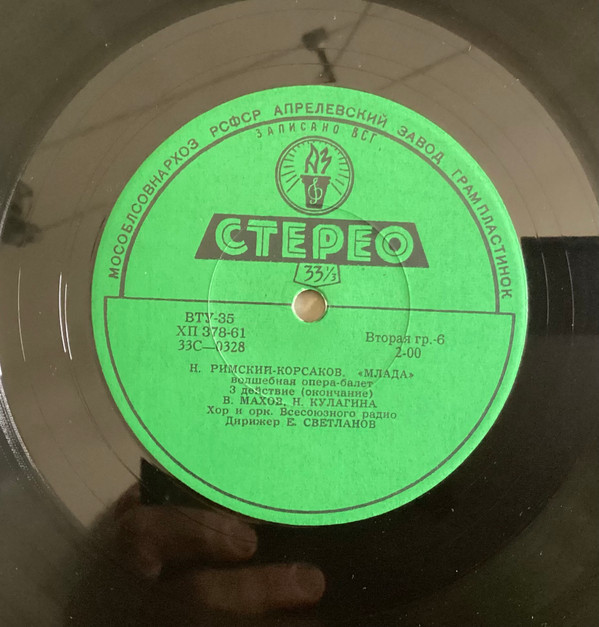 МОСОБЛСОВНАРХОЗ РСФСР АПРЕЛЕВСКИЙ ЗАВОД ГРАМПЛАСТИНОК
ЗАПИСАНО ВСГ
АЗ
СТЕРЕО
33⅓
ВТУ-35
ХП 378-61
33С—0328
Вторая гр.-6
2-00
Н. РИМСКИЙ-КОРСАКОВ. «МЛАДА»
волшебная опера-балет
3 действие (окончание)
В. МАХОВ, Н. КУЛАГИНА
Хор и орк. Всесоюзного радио
Дирижер Е. СВЕТЛАНОВ